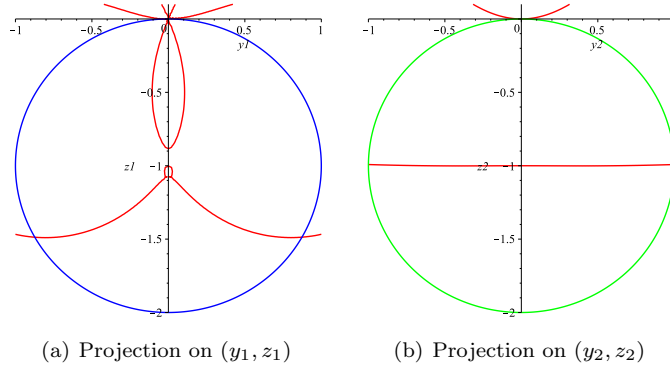 -1 -0.5 0 0.5 1 -1 -0.5 0 0.5
y1 y2
-0.5 -0.5
z1 -1 z2 -1
-1.5 -1.5
-2 -2
(a) Projection on (y1, z1) (b) Projection on (y2, z2)